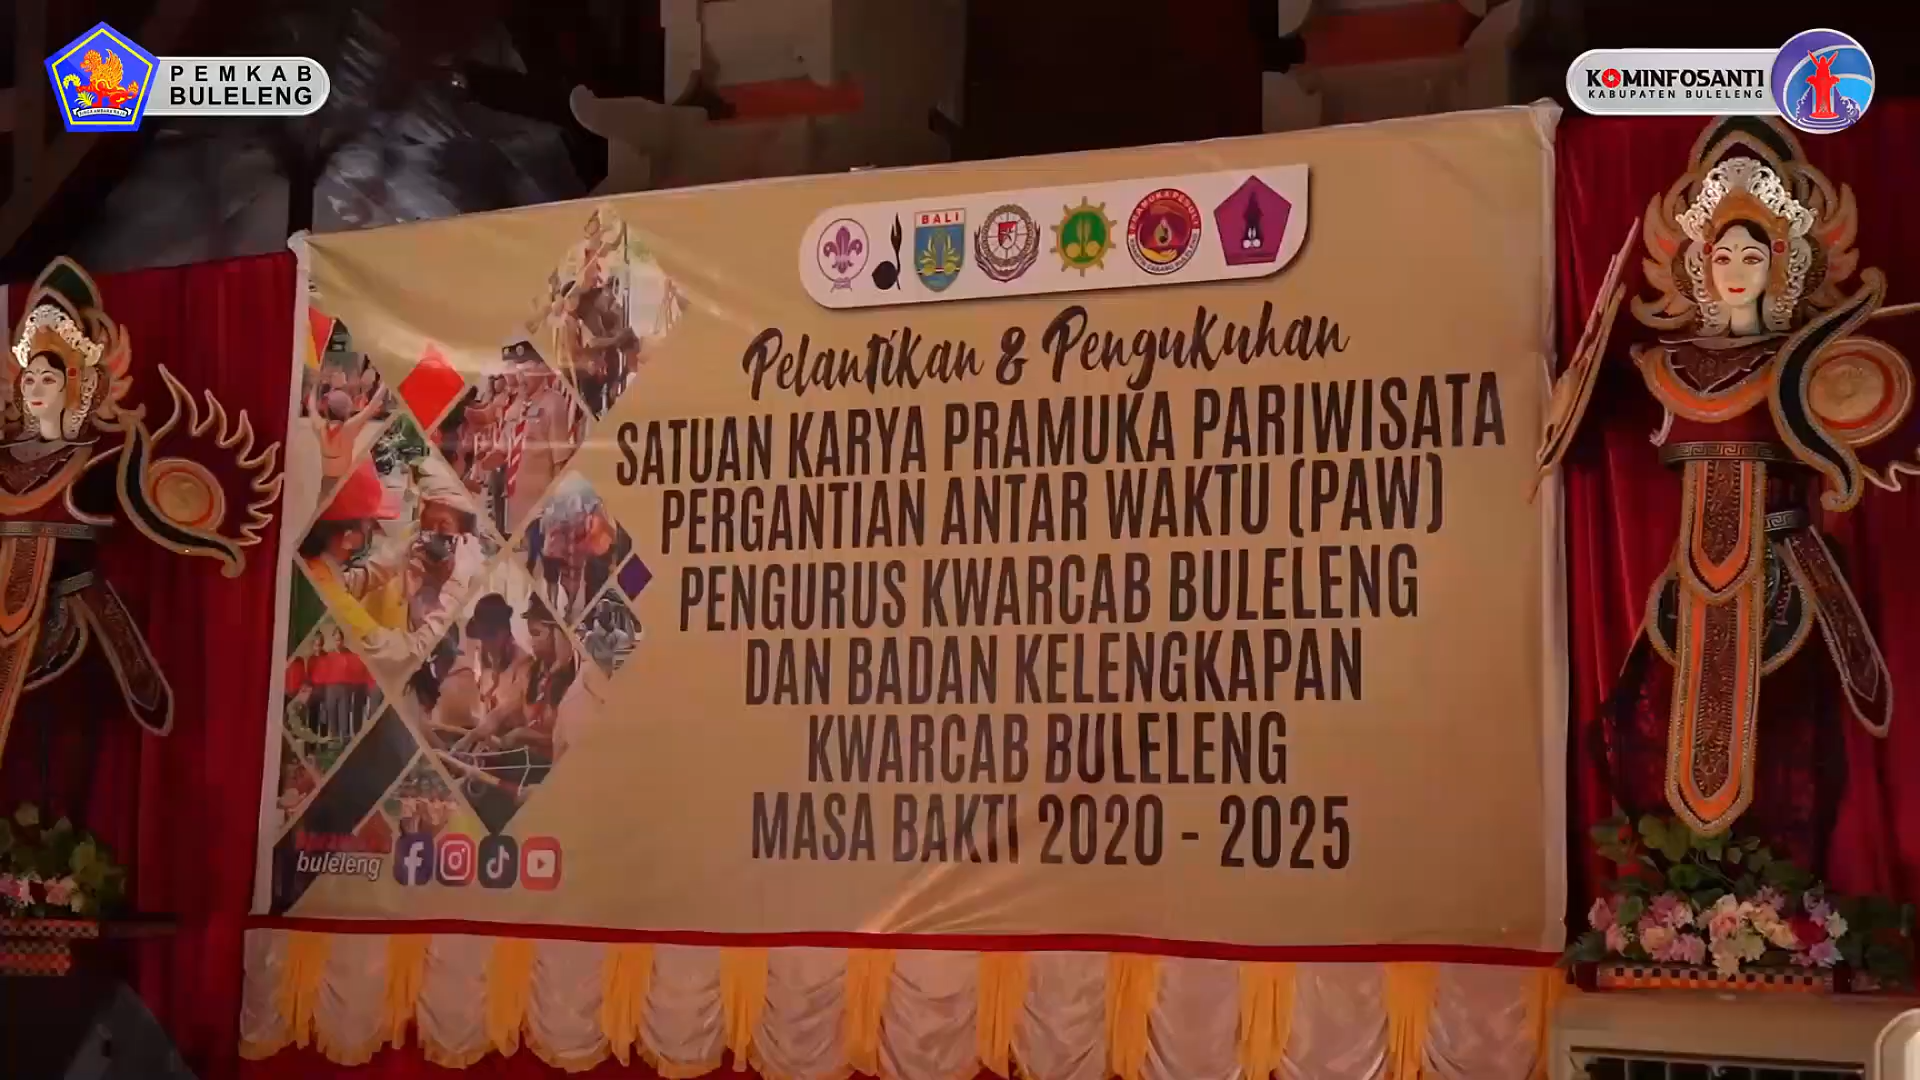 PEMKAB
BULELENG
KOMINFOSANTI
KABUPATEN BULELENG
BALI
Pelantikan & Pengukuhan
SATUAN KARYA PRAMUKA PARIWISATA
PERGANTIAN ANTAR WAKTU (PAW)
PENGURUS KWARCAB BULELENG
DAN BADAN KELENGKAPAN
KWARCAB BULELENG
MASA BAKTI 2020 - 2025
buleleng